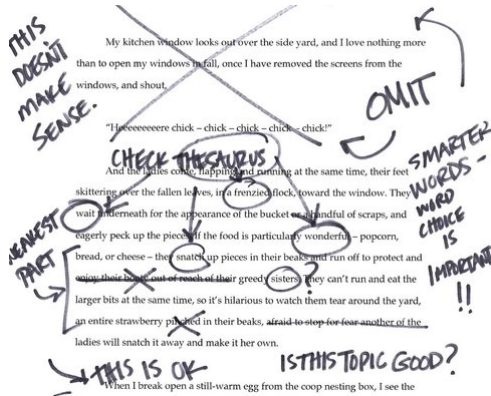 THIS
DOESN'T
MAKE
SENSE.
My kitchen window looks out over the side yard, and I love nothing more
than to open my windows in fall, once I have removed the screens from the
windows, and shout,
OMIT
"Heeeeeeeere chick – chick – chick – chick – chick!"
CHECK THESAURUS
And the ladies come, flapping and running at the same time, their feet
skittering over the fallen leaves, in a frenzied flock, toward the window. They
wait underneath for the appearance of the bucket or handful of scraps, and
eagerly peck up the pieces. If the food is particularly wonderful – popcorn,
bread, or cheese – they snatch up pieces in their beaks and run off to protect and
enjoy their booty out of reach of their greedy sisters. They can't run and eat the
larger bits at the same time, so it's hilarious to watch them tear around the yard,
an entire strawberry pinched in their beaks, afraid to stop for fear another of the
ladies will snatch it away and make it her own.
SMARTER
WORDS –
WORD
CHOICE
IS
IMPORTANT
!!
WEAKEST
PART
?
THIS IS OK
IS THIS TOPIC GOOD?
When I break open a still-warm egg from the coop nesting box, I see the